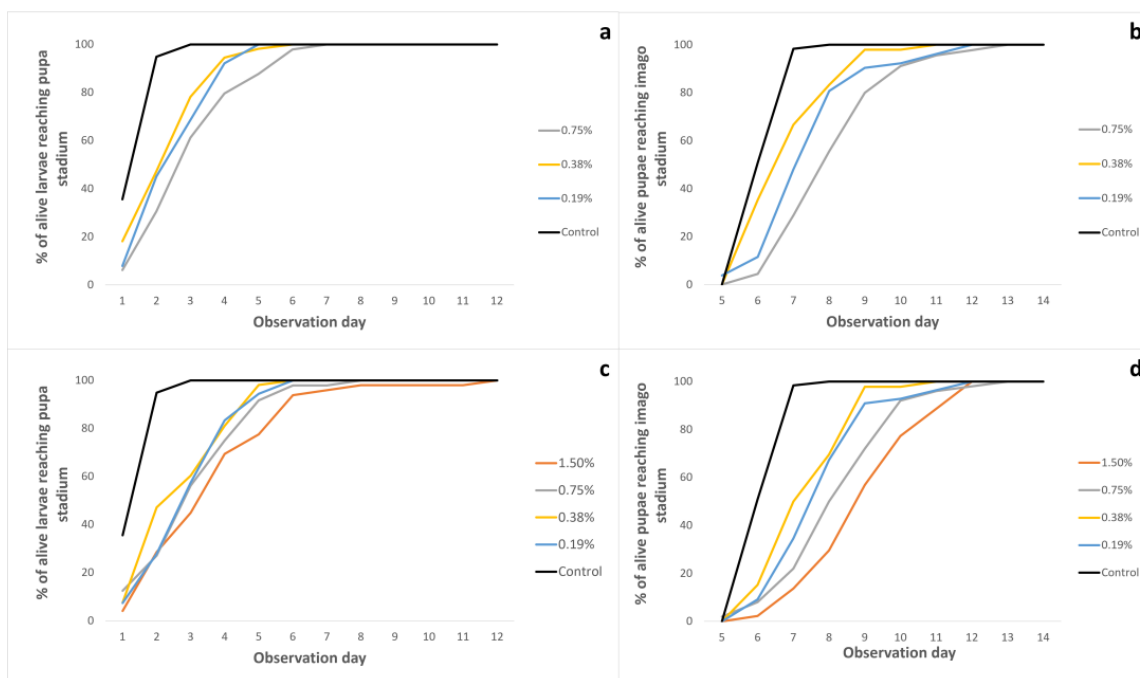 a
% of alive larvae reaching pupa
stadium
100
80
60
40
20
0
1 2 3 4 5 6 7 8 9 10 11 12
Observation day
0.75%
0.38%
0.19%
Control
b
% of alive pupae reaching imago
stadium
100
80
60
40
20
0
5 6 7 8 9 10 11 12 13 14
Observation day
0.75%
0.38%
0.19%
Control
c
% of alive larvae reaching pupa
stadium
100
80
60
40
20
0
1 2 3 4 5 6 7 8 9 10 11 12
Observation day
1.50%
0.75%
0.38%
0.19%
Control
d
% of alive pupae reaching imago
stadium
100
80
60
40
20
0
5 6 7 8 9 10 11 12 13 14
Observation day
1.50%
0.75%
0.38%
0.19%
Control